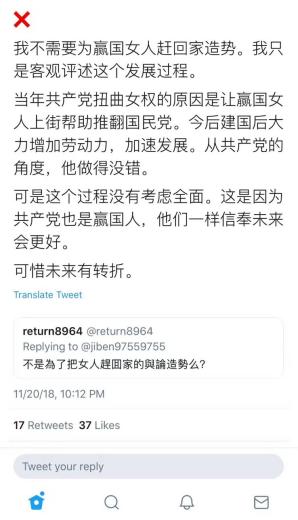 我不需要为赢国女人赶回家造势。我只
是客观评述这个发展过程。
当年共产党扭曲女权的原因是让赢国女
人上街帮助推翻国民党。今后建国后大
力增加劳动力，加速发展。从共产党的
角度，他做得没错。
可是这个过程没有考虑全面。这是因为
共产党也是赢国人，他们一样信奉未来
会更好。
可惜未来有转折。
Translate Tweet
return8964 @return8964
Replying to @jiben97559755
不是為了把女人趕囬家的與論造勢么?
11/20/18, 10:12 PM
17 Retweets 37 Likes
Tweet your reply